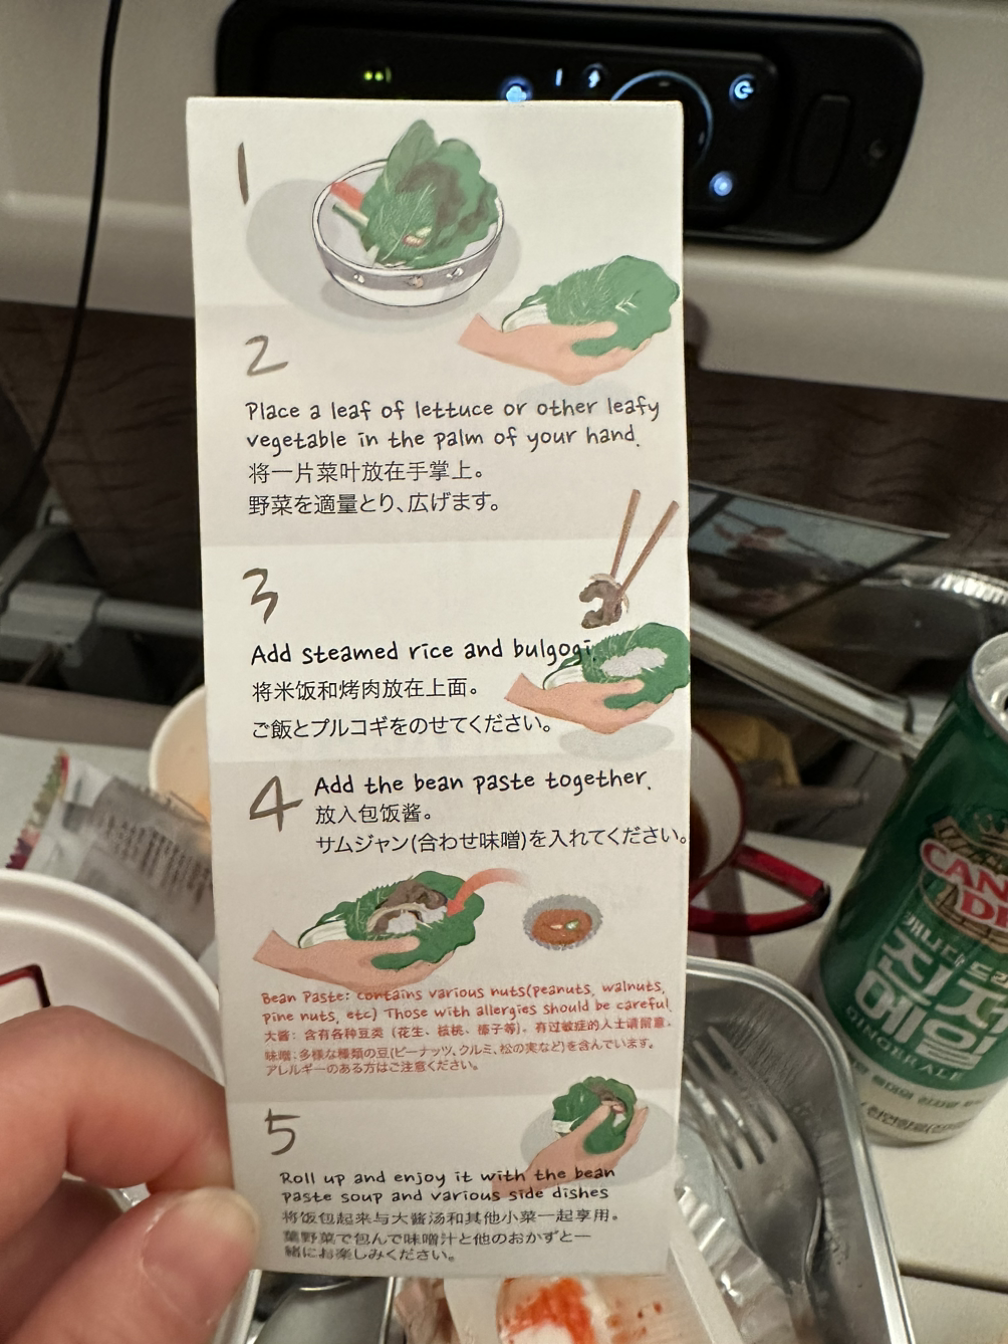 1
2
Place a leaf of lettuce or other leafy
vegetable in the palm of your hand.
将一片菜叶放在手掌上。
野菜を適量とり、広げます。
3
Add steamed rice and bulgogi.
将米饭和烤肉放在上面。
ご飯とプルコギをのせてください。
4
Add the bean paste together.
放入包饭酱。
サムジャン(合わせ味噌)を入れてください。
Bean Paste: contains various nuts(peanuts, walnuts,
pine nuts, etc) Those with allergies should be careful.
大酱：含有各种豆类（花生、核桃、榛子等）。有过敏症的人士请留意。
味噌：多様な種類の豆(ピーナッツ、クルミ、松の実など)を含んでいます。
アレルギーのある方はご注意ください。
5
Roll up and enjoy it with the bean
paste soup and various side dishes
将饭包起来与大酱汤和其他小菜一起享用。
葉野菜で包んで味噌汁と他のおかずと一
緒にお楽しみください。
CAN
DR
캐나다드
진저
에일
GINGER ALE